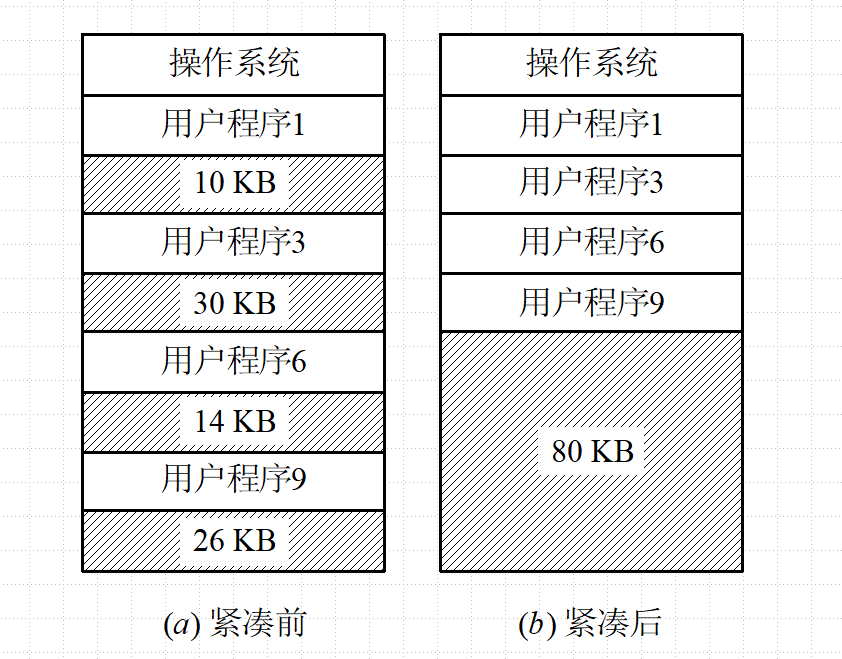 操作系统
用户程序1
10 KB
用户程序3
30 KB
用户程序6
14 KB
用户程序9
26 KB
(a) 紧凑前
操作系统
用户程序1
用户程序3
用户程序6
用户程序9
80 KB
(b) 紧凑后